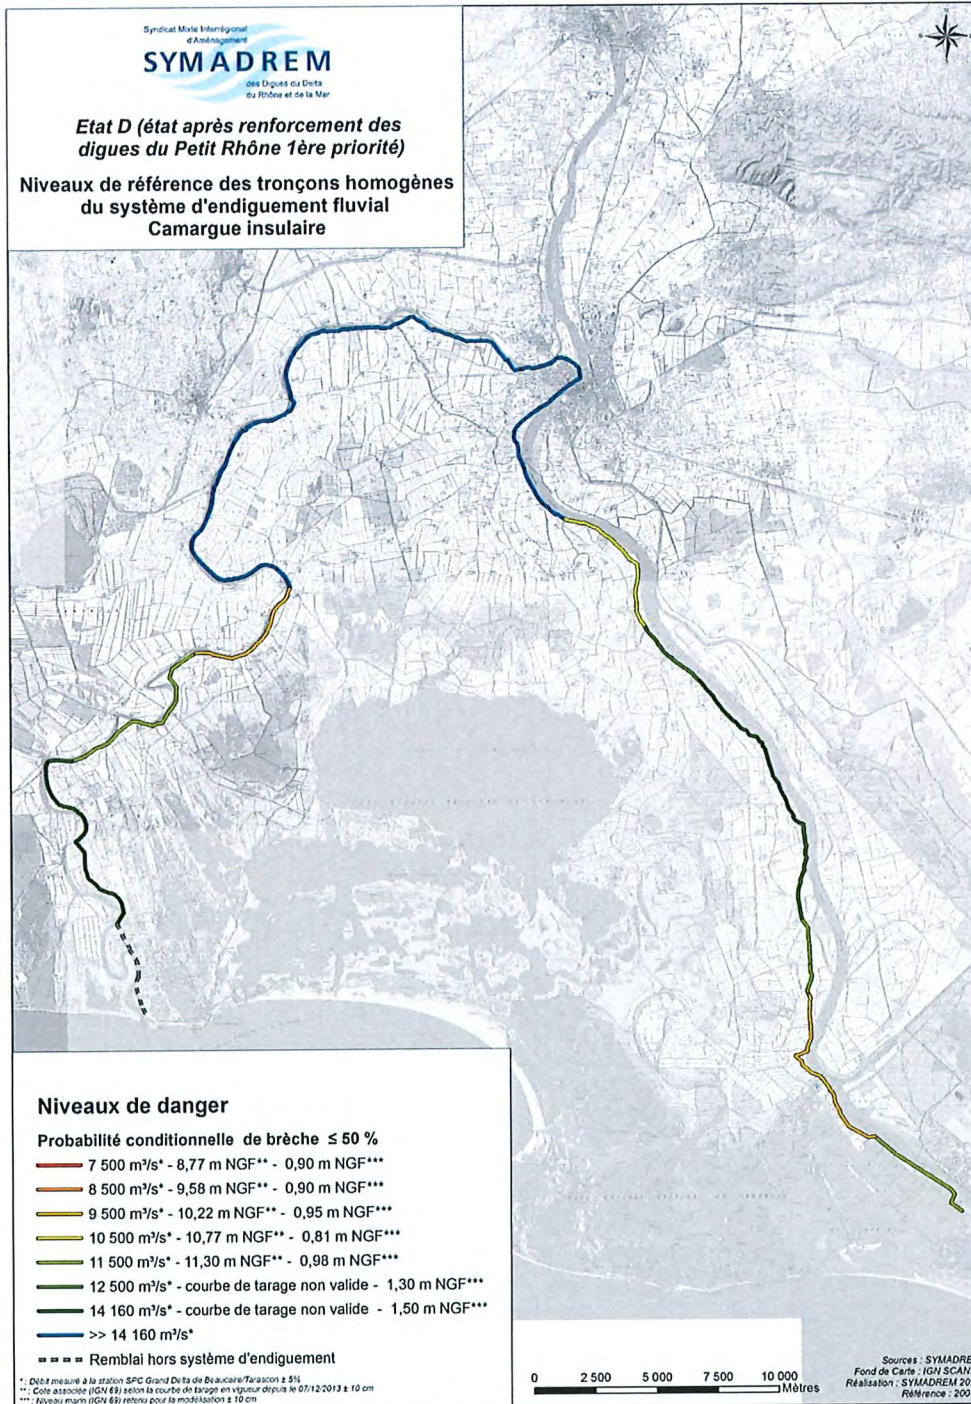 Syndicat Mixte Interrégional
d'Aménagement
SYMADREM
des Digues du Delta
du Rhône et de la Mer
Etat D (état après renforcement des
digues du Petit Rhône 1ère priorité)
Niveaux de référence des tronçons homogènes
du système d'endiguement fluvial
Camargue insulaire
Niveaux de danger
Probabilité conditionnelle de brèche ≤ 50 %
7 500 m³/s* - 8,77 m NGF** - 0,90 m NGF***
8 500 m³/s* - 9,58 m NGF** - 0,90 m NGF***
9 500 m³/s* - 10,22 m NGF** - 0,95 m NGF***
10 500 m³/s* - 10,77 m NGF** - 0,81 m NGF***
11 500 m³/s* - 11,30 m NGF** - 0,98 m NGF***
12 500 m³/s* - courbe de tarage non valide - 1,30 m NGF***
14 160 m³/s* - courbe de tarage non valide - 1,50 m NGF***
>> 14 160 m³/s*
Remblai hors système d'endiguement
* : Débit mesuré à la station SPC Grand Delta de Beaucaire/Tarascon ± 5%
** : Cote associée (IGN 69) selon la courbe de tarage en vigueur depuis le 07/12/2013 ± 10 cm
*** : Niveau marin (IGN 69) retenu pour la modélisation ± 10 cm
0 2 500 5 000 7 500 10 000
Mètres
Sources : SYMADRE
Fond de Carte : IGN SCAN
Réalisation : SYMADREM 20
Référence : 200